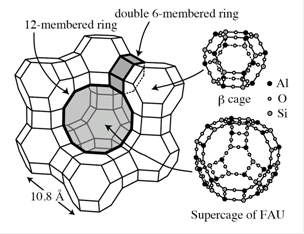 double 6-membered ring
12-membered ring
β cage
Al
O
Si
10.8 Å
Supercage of FAU